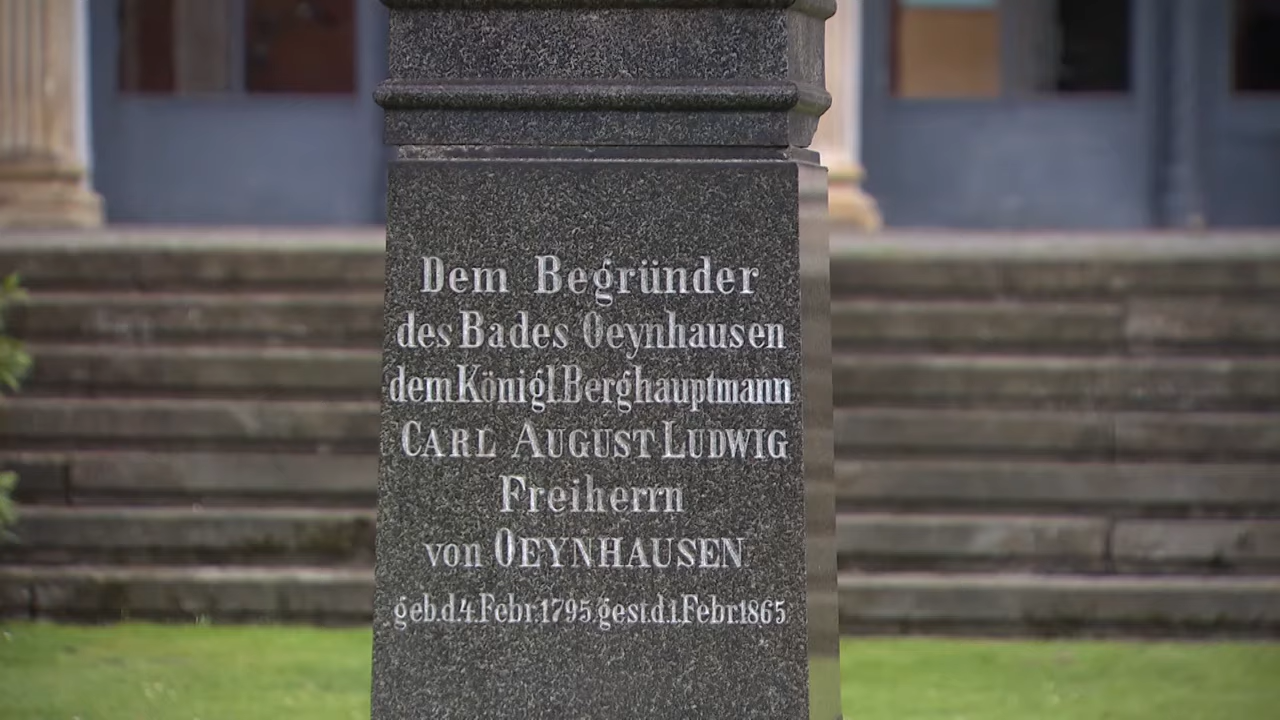 Dem Begründer
des Bades Oeynhausen
dem Königl. Berghauptmann
CARL AUGUST LUDWIG
Freiherrn
von OEYNHAUSEN
geb. d. 4. Febr. 1795. gest. d. 1. Febr. 1865